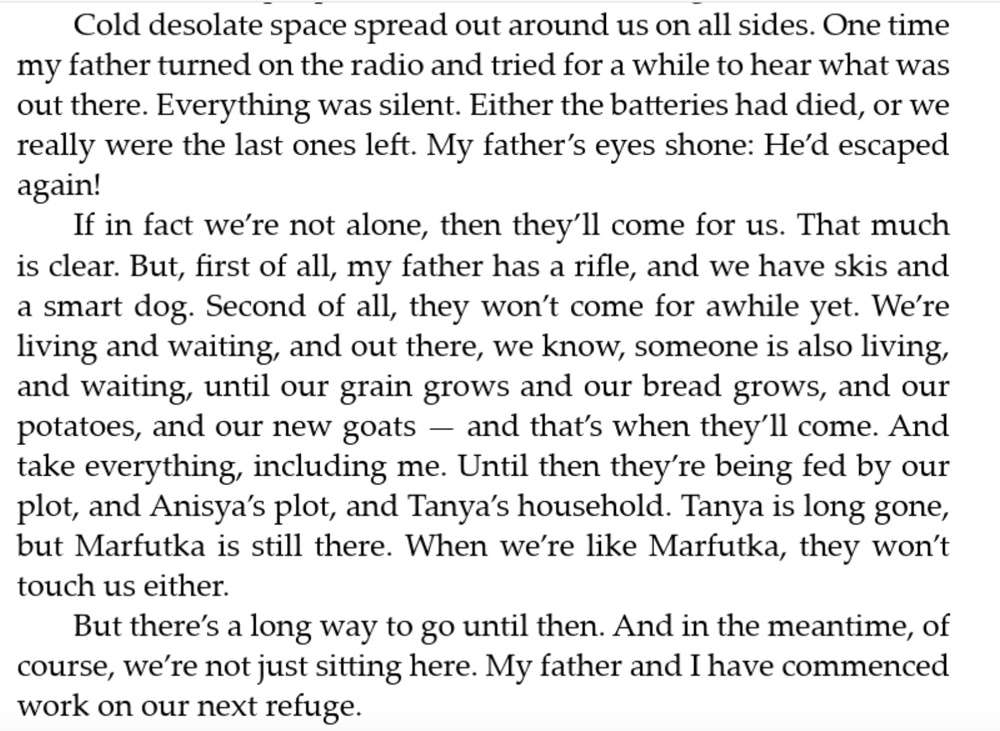 Cold desolate space spread out around us on all sides. One time
my father turned on the radio and tried for a while to hear what was
out there. Everything was silent. Either the batteries had died, or we
really were the last ones left. My father’s eyes shone: He’d escaped
again!
If in fact we’re not alone, then they’ll come for us. That much
is clear. But, first of all, my father has a rifle, and we have skis and
a smart dog. Second of all, they won’t come for awhile yet. We’re
living and waiting, and out there, we know, someone is also living,
and waiting, until our grain grows and our bread grows, and our
potatoes, and our new goats — and that’s when they’ll come. And
take everything, including me. Until then they’re being fed by our
plot, and Anisya’s plot, and Tanya’s household. Tanya is long gone,
but Marfutka is still there. When we’re like Marfutka, they won’t
touch us either.
But there’s a long way to go until then. And in the meantime, of
course, we’re not just sitting here. My father and I have commenced
work on our next refuge.